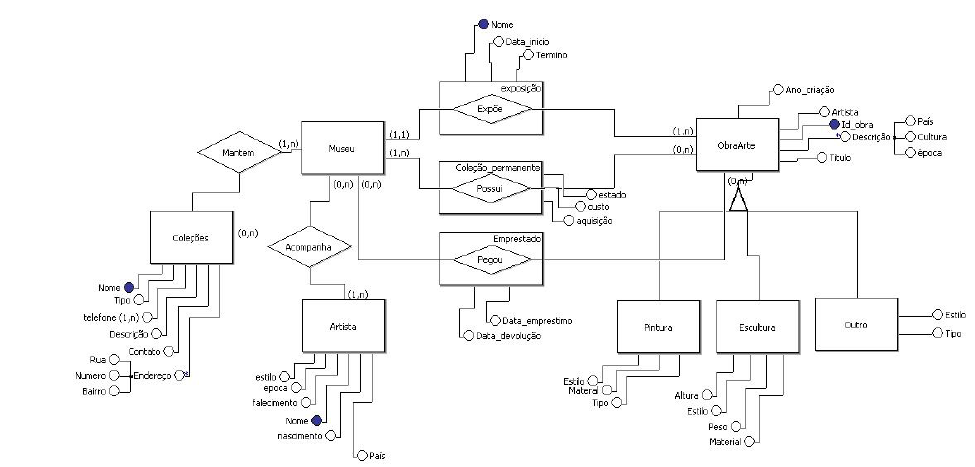 Nome
Data_inicio
Termino
exposição
Expõe
Ano_criação
Artista
Id_obra
Descrição
País
Cultura
época
Titulo
ObraArte
(1,n)
(0,n)
(0,n)
Mantem
(1,n)
Museu
(1,1)
(1,n)
(0,n)
(0,n)
Coleção_permanente
Possui
estado
custo
aquisição
Coleções
(0,n)
Acompanha
(1,n)
Emprestado
Pegou
Data_emprestimo
Data_devolução
Nome
Tipo
telefone (1,n)
Descrição
Contato
Endereço
Rua
Numero
Bairro
Artista
estilo
epoca
falecimento
Nome
nascimento
País
Pintura
Estilo
Materal
Tipo
Escultura
Altura
Estilo
Peso
Material
Outro
Estilo
Tipo